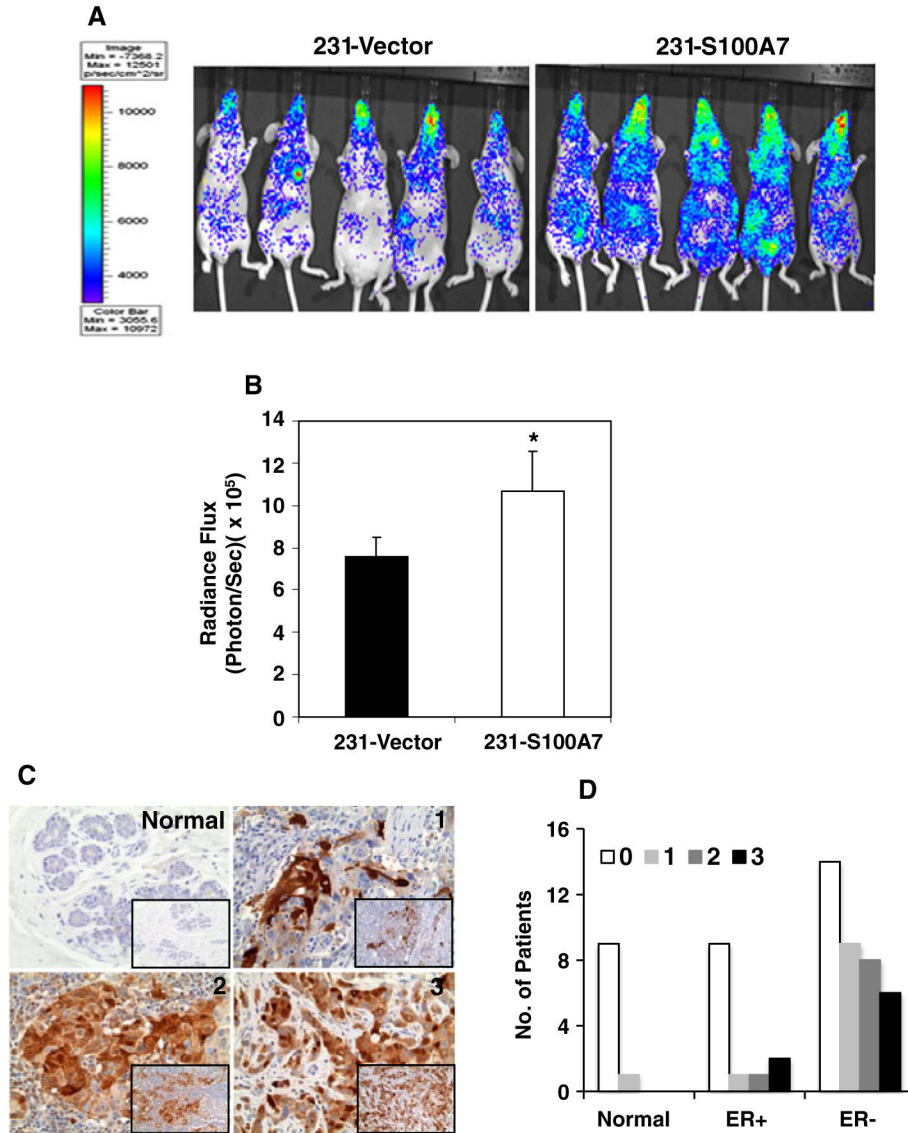 A
231-Vector
231-S100A7
Image
Min = -7368.2
Max = 12501
p/sec/cm^2/sr
10000
8000
6000
4000
Color Bar
Min = 3055.6
Max = 10972
B
Radiance Flux
(Photon/Sec)( x 10⁵)
14
12
10
8
6
4
2
0
*
231-Vector
231-S100A7
C
Normal
1
2
3
D
No. of Patients
16
12
8
4
0
0 1 2 3
Normal
ER+
ER-